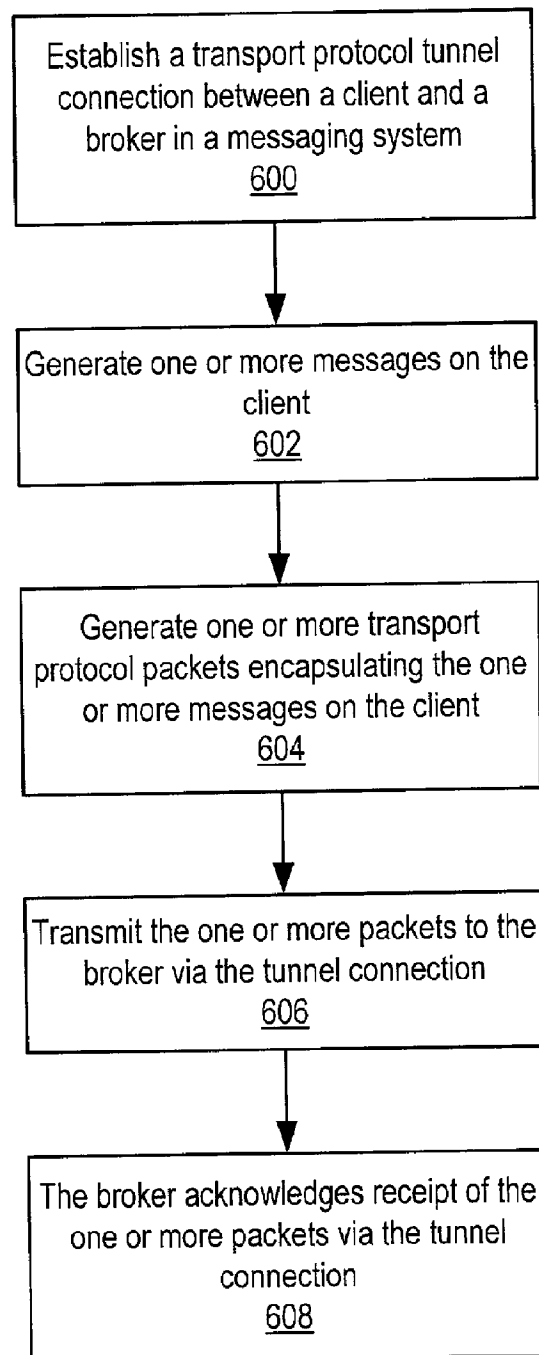 Establish a transport protocol tunnel
connection between a client and a
broker in a messaging system
600
Generate one or more messages on the
client
602
Generate one or more transport
protocol packets encapsulating the one
or more messages on the client
604
Transmit the one or more packets to the
broker via the tunnel connection
606
The broker acknowledges receipt of the
one or more packets via the tunnel
connection
608